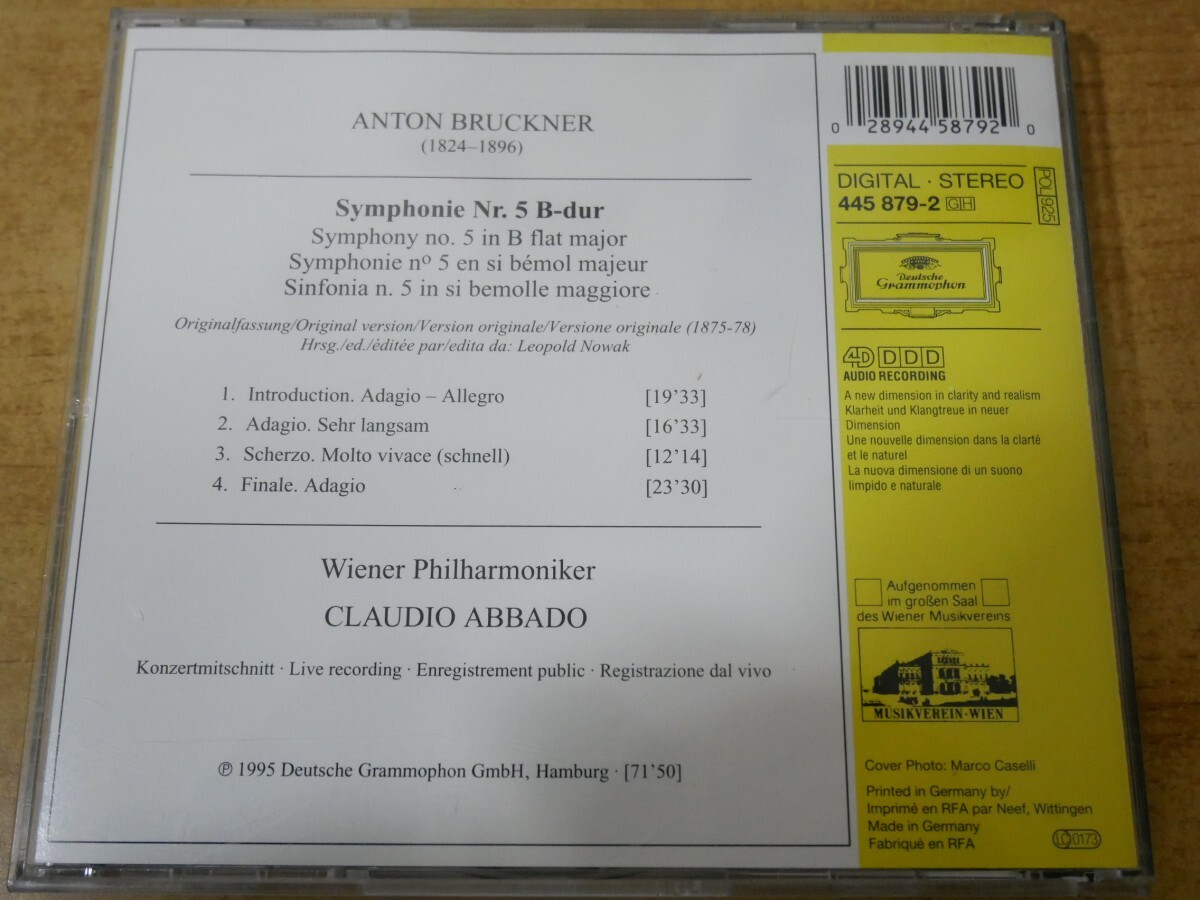 ANTON BRUCKNER
(1824–1896)
Symphonie Nr. 5 B-dur
Symphony no. 5 in B flat major
Symphonie nº 5 en si bémol majeur
Sinfonia n. 5 in si bemolle maggiore
Originalfassung/Original version/Version originale/Versione originale (1875-78)
Hrsg./ed./éditée par/edita da: Leopold Nowak
1. Introduction. Adagio – Allegro [19’33]
2. Adagio. Sehr langsam [16’33]
3. Scherzo. Molto vivace (schnell) [12’14]
4. Finale. Adagio [23’30]
Wiener Philharmoniker
CLAUDIO ABBADO
Konzertmitschnitt · Live recording · Enregistrement public · Registrazione dal vivo
℗ 1995 Deutsche Grammophon GmbH, Hamburg · [71’50]
0 28944 58792 0
DIGITAL · STEREO
445 879-2 GH
POL 925
Deutsche
Grammophon
4D DDD
AUDIO RECORDING
A new dimension in clarity and realism
Klarheit und Klangtreue in neuer
Dimension
Une nouvelle dimension dans la clarté
et le naturel
La nuova dimensione di un suono
limpido e naturale
Aufgenommen
im großen Saal
des Wiener Musikvereins
MUSIKVEREIN·WIEN
Cover Photo: Marco Caselli
Printed in Germany by/
Imprimé en RFA par Neef, Wittingen
Made in Germany
Fabriqué en RFA
LC 0173